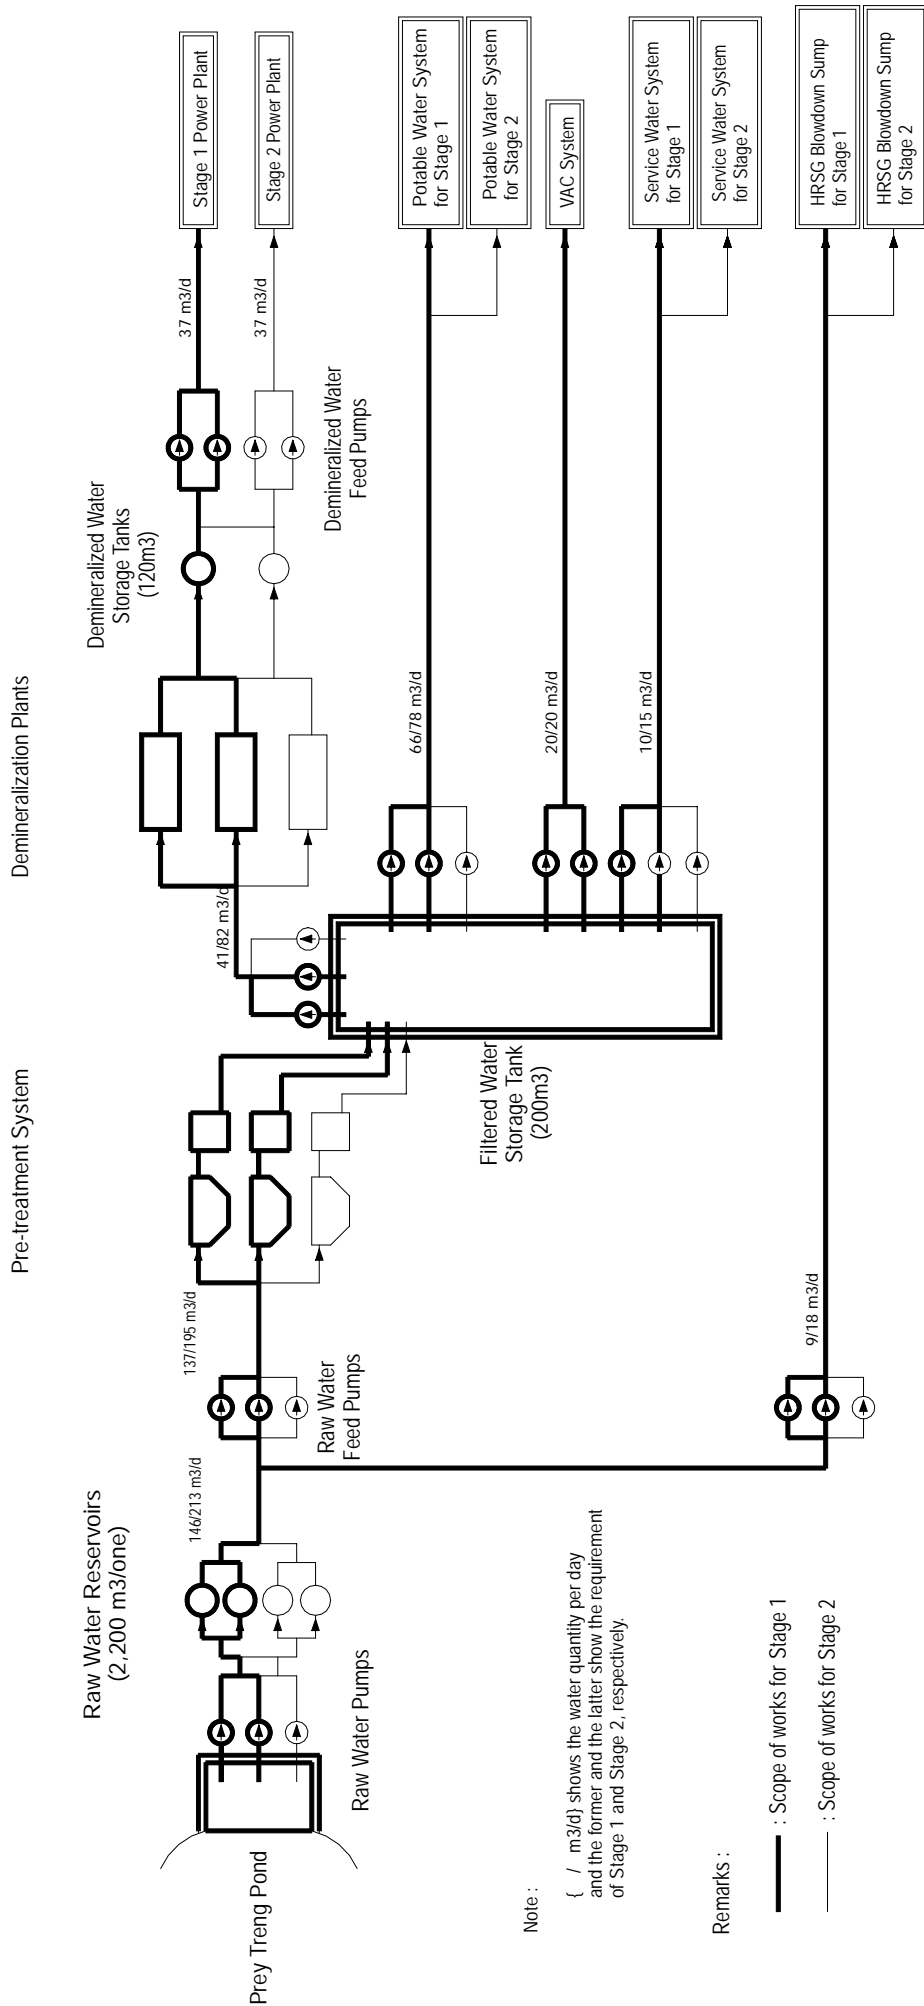 Raw Water Reservoirs
(2,200 m3/one)
Pre-treatment System
Demineralization Plants
Demineralized Water
Storage Tanks
(120m3)
Stage 1 Power Plant
Stage 2 Power Plant
37 m3/d
37 m3/d
Demineralized Water
Feed Pumps
146/213 m3/d
137/195 m3/d
41/82 m3/d
Prey Treng Pond
Raw Water Pumps
Raw Water
Feed Pumps
Filtered Water
Storage Tank
(200m3)
66/78 m3/d
Potable Water System
for Stage 1
Potable Water System
for Stage 2
20/20 m3/d
VAC System
10/15 m3/d
Service Water System
for Stage 1
Service Water System
for Stage 2
9/18 m3/d
HRSG Blowdown Sump
for Stage 1
HRSG Blowdown Sump
for Stage 2
Note :
{ / m3/d} shows the water quantity per day
and the former and the latter show the requirement
of Stage 1 and Stage 2, respectively.
Remarks :
: Scope of works for Stage 1
: Scope of works for Stage 2